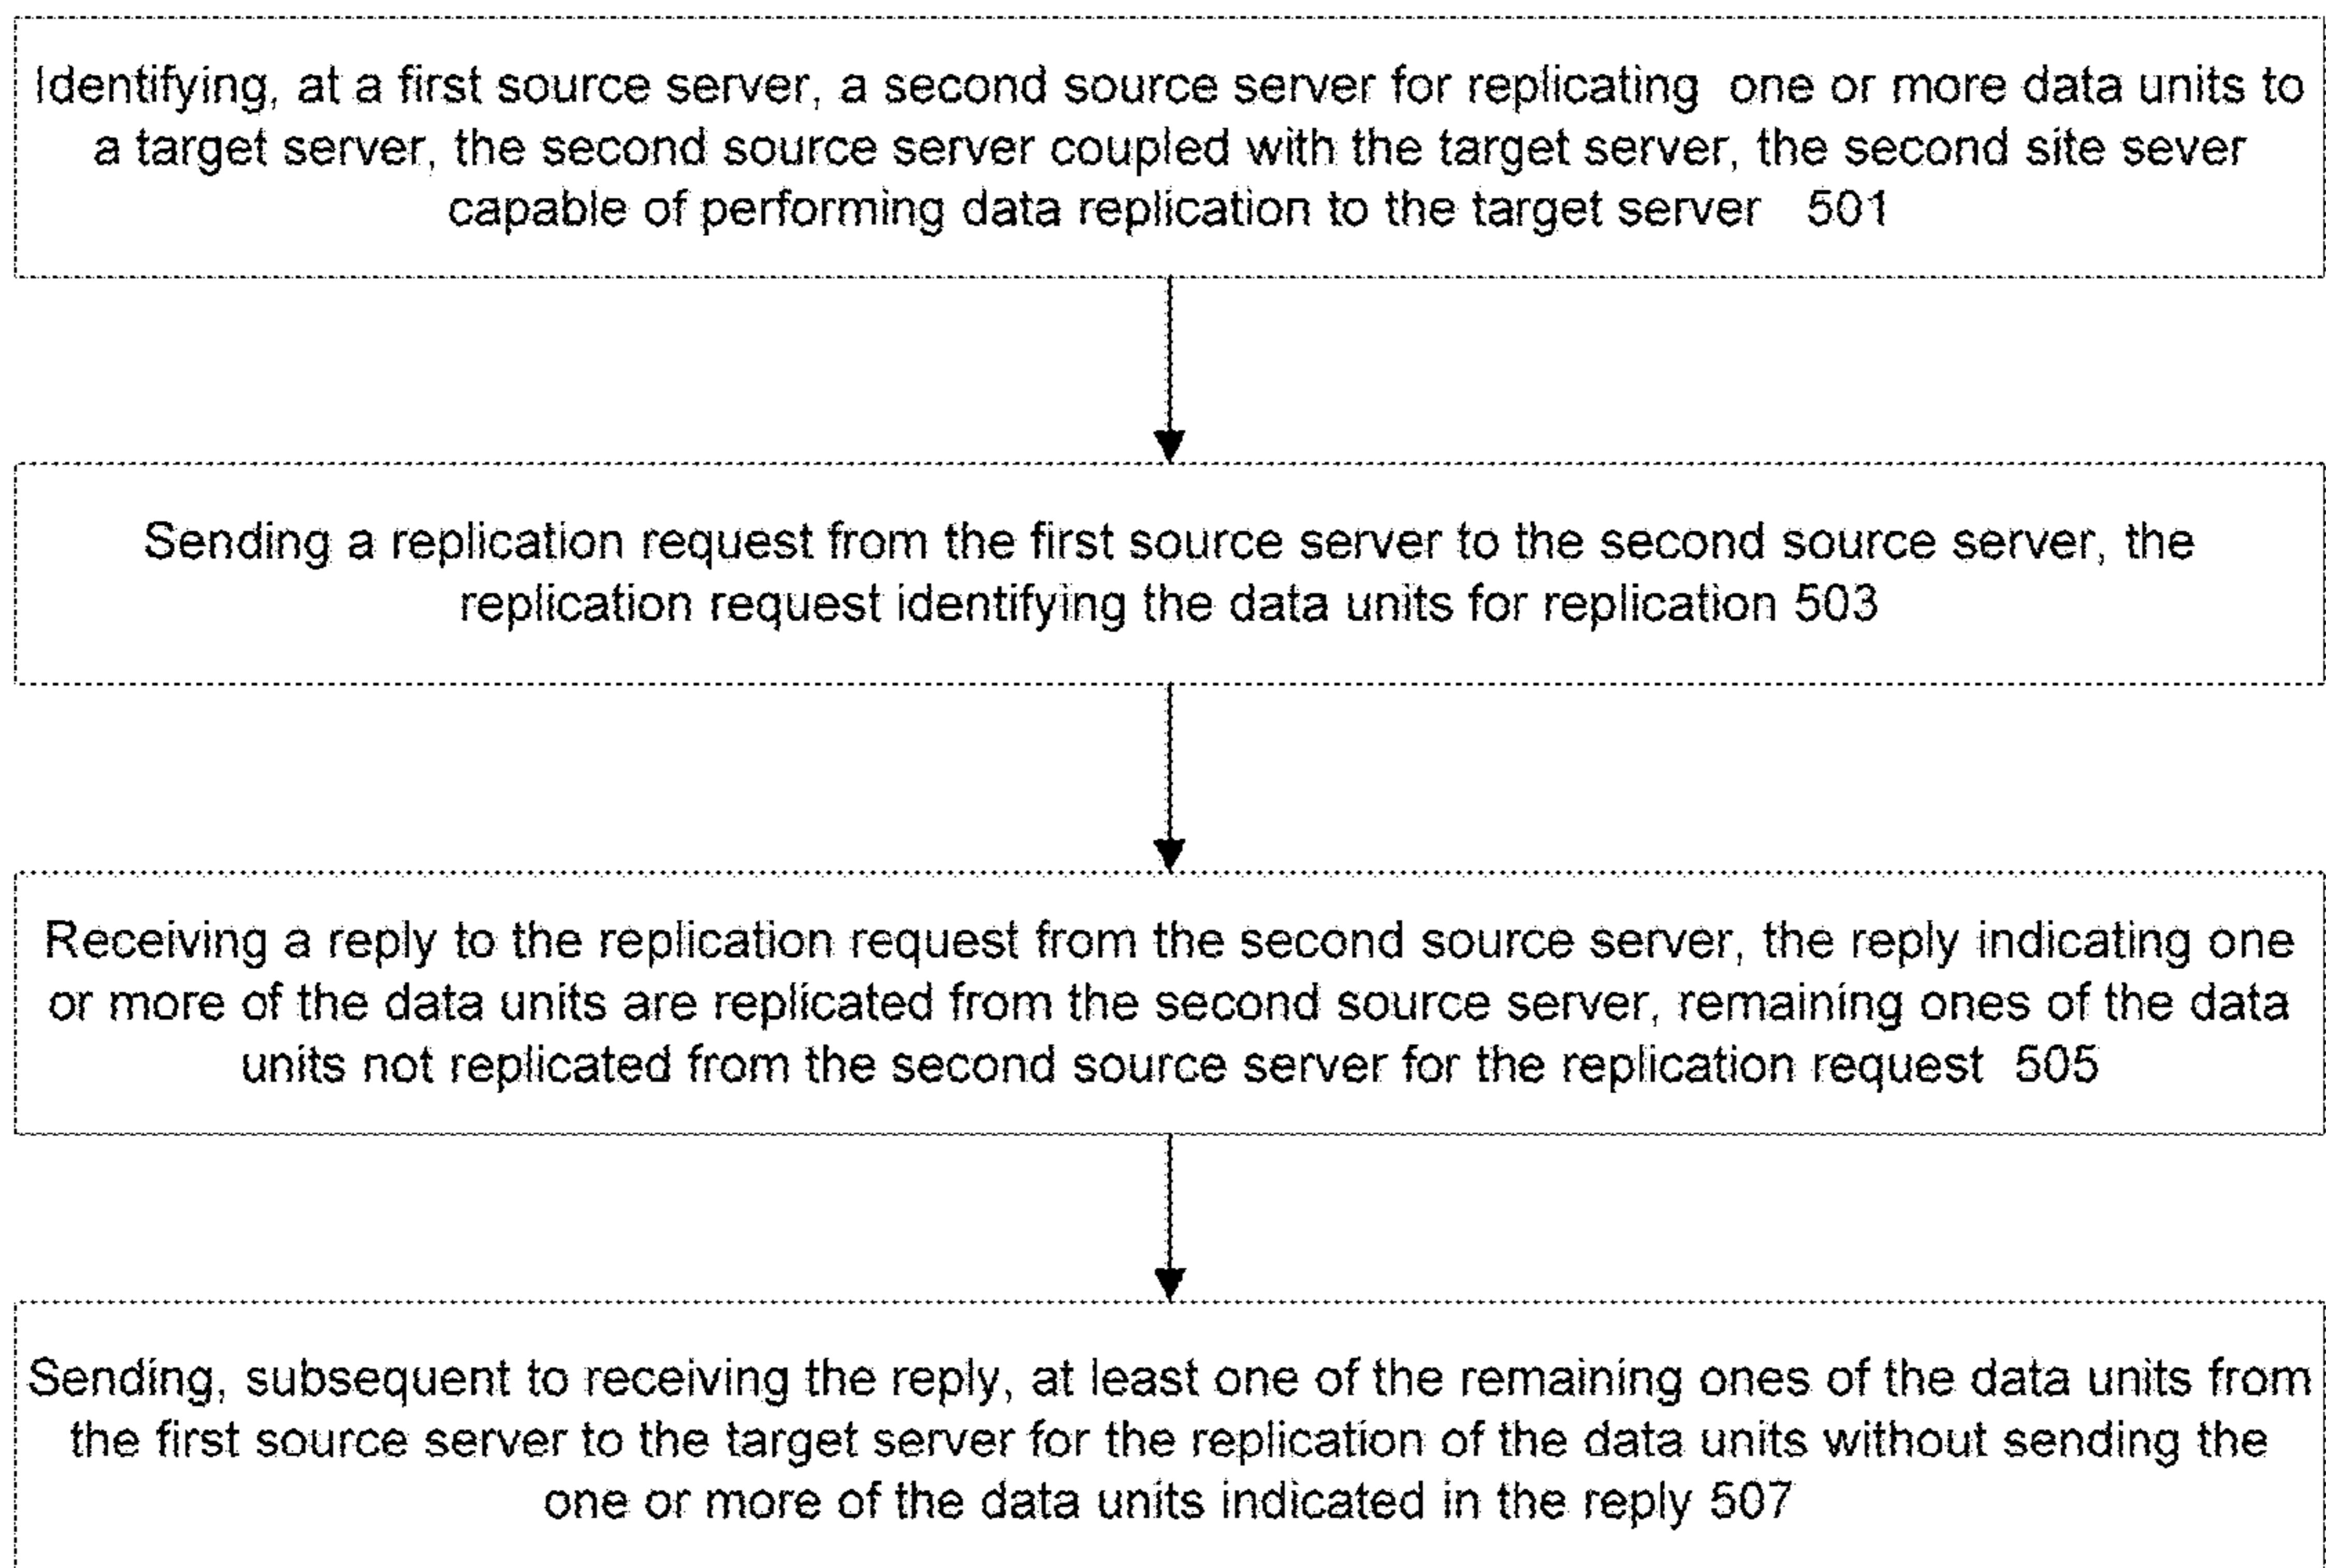 Identifying, at a first source server, a second source server for replicating one or more data units to
a target server, the second source server coupled with the target server, the second site sever
capable of performing data replication to the target server 501
Sending a replication request from the first source server to the second source server, the
replication request identifying the data units for replication 503
Receiving a reply to the replication request from the second source server, the reply indicating one
or more of the data units are replicated from the second source server, remaining ones of the data
units not replicated from the second source server for the replication request 505
Sending, subsequent to receiving the reply, at least one of the remaining ones of the data units from
the first source server to the target server for the replication of the data units without sending the
one or more of the data units indicated in the reply 507